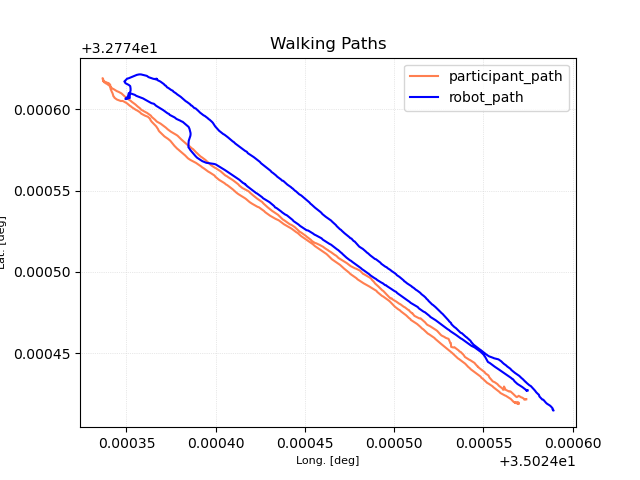 Walking Paths
+3.2774e1
participant_path
robot_path
0.00060
0.00055
0.00050
0.00045
Lat. [deg]
0.00035
0.00040
0.00045
0.00050
0.00055
0.00060
Long. [deg]
+3.5024e1